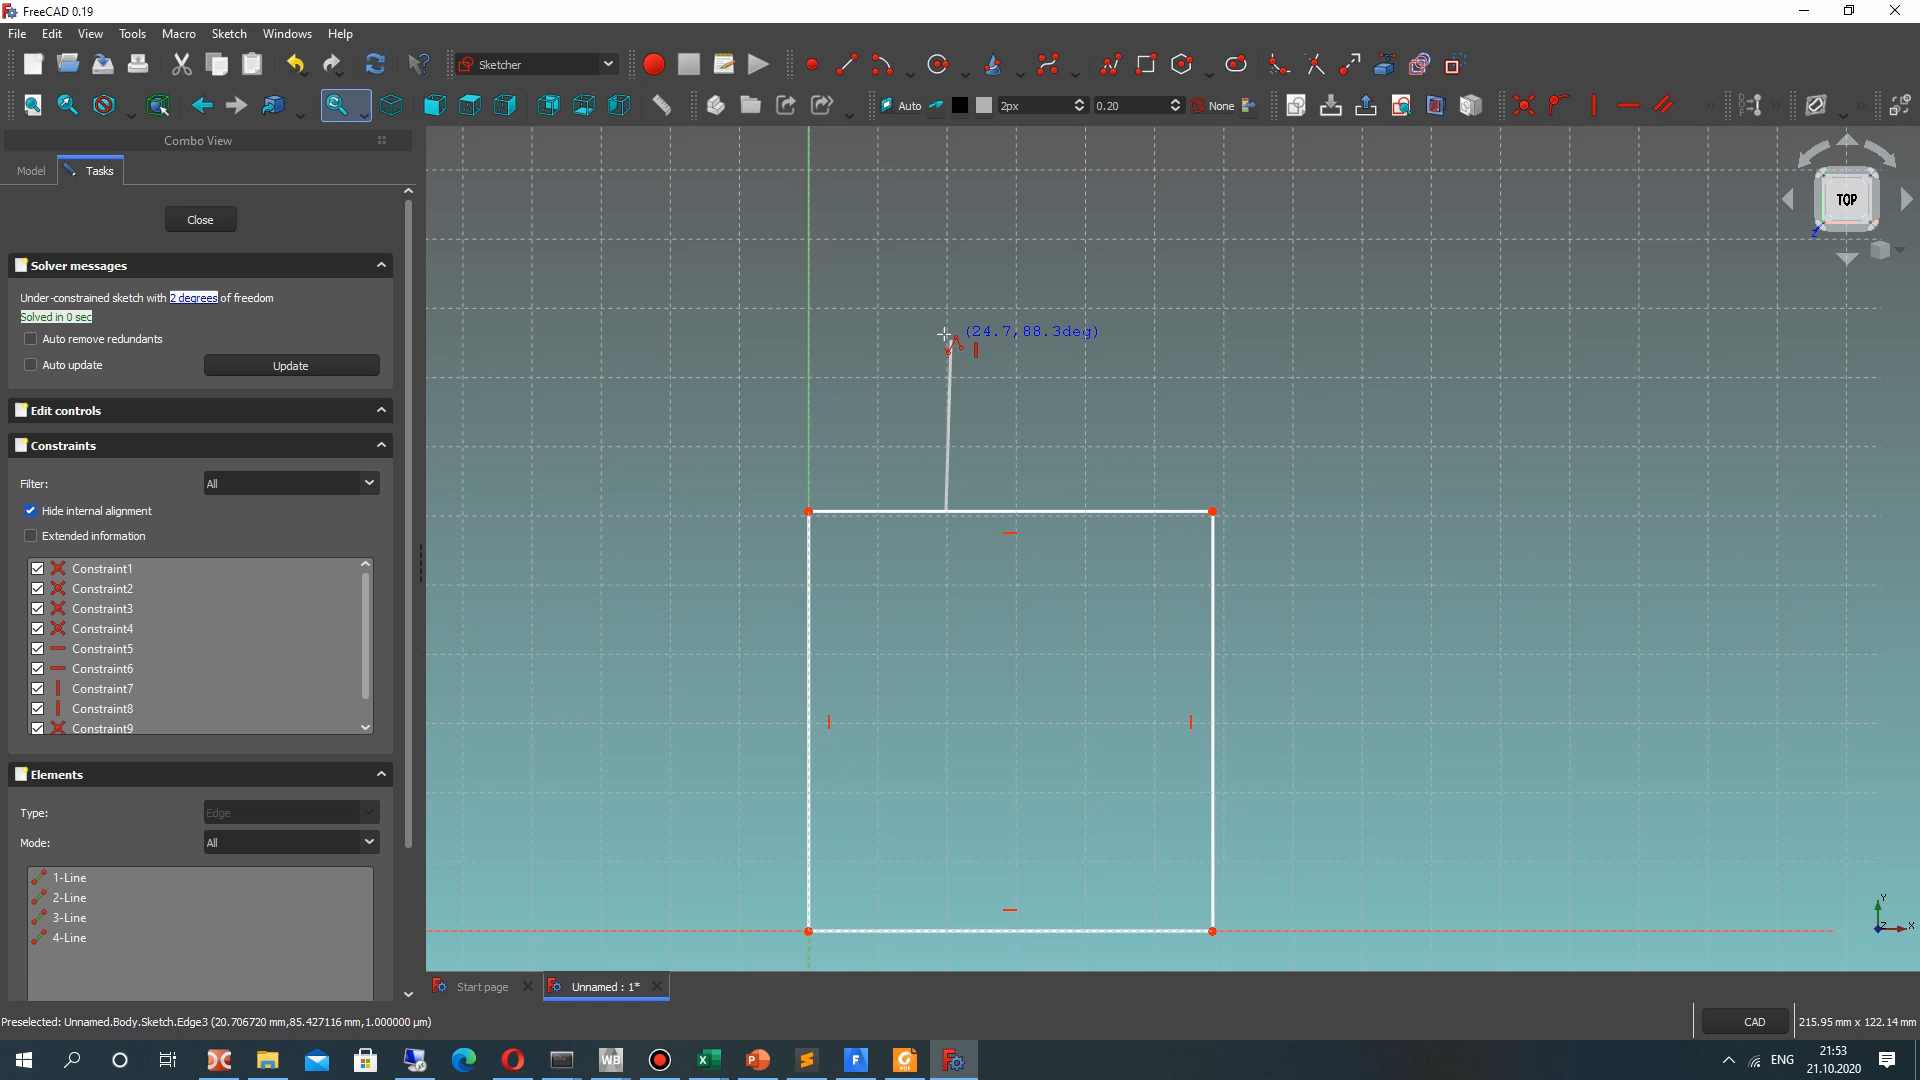 FreeCAD 0.19
File Edit View Tools Macro Sketch Windows Help
Sketcher
Auto 2px 0.20 None
Combo View
Model Tasks
Close
Solver messages
Under-constrained sketch with 2 degrees of freedom
Solved in 0 sec
Auto remove redundants
Auto update Update
Edit controls
Constraints
Filter: All
Hide internal alignment
Extended information
Constraint1
Constraint2
Constraint3
Constraint4
Constraint5
Constraint6
Constraint7
Constraint8
Constraint9
Elements
Type: Edge
Mode: All
1-Line
2-Line
3-Line
4-Line
(24.7,88.3deg)
TOP
Z
Y
Z X
Start page Unnamed : 1*
Preselected: Unnamed.Body.Sketch.Edge3 (20.706720 mm,85.427116 mm,1.000000 µm)
CAD 215.95 mm x 122.14 mm
WB
ENG
21:53
21.10.2020